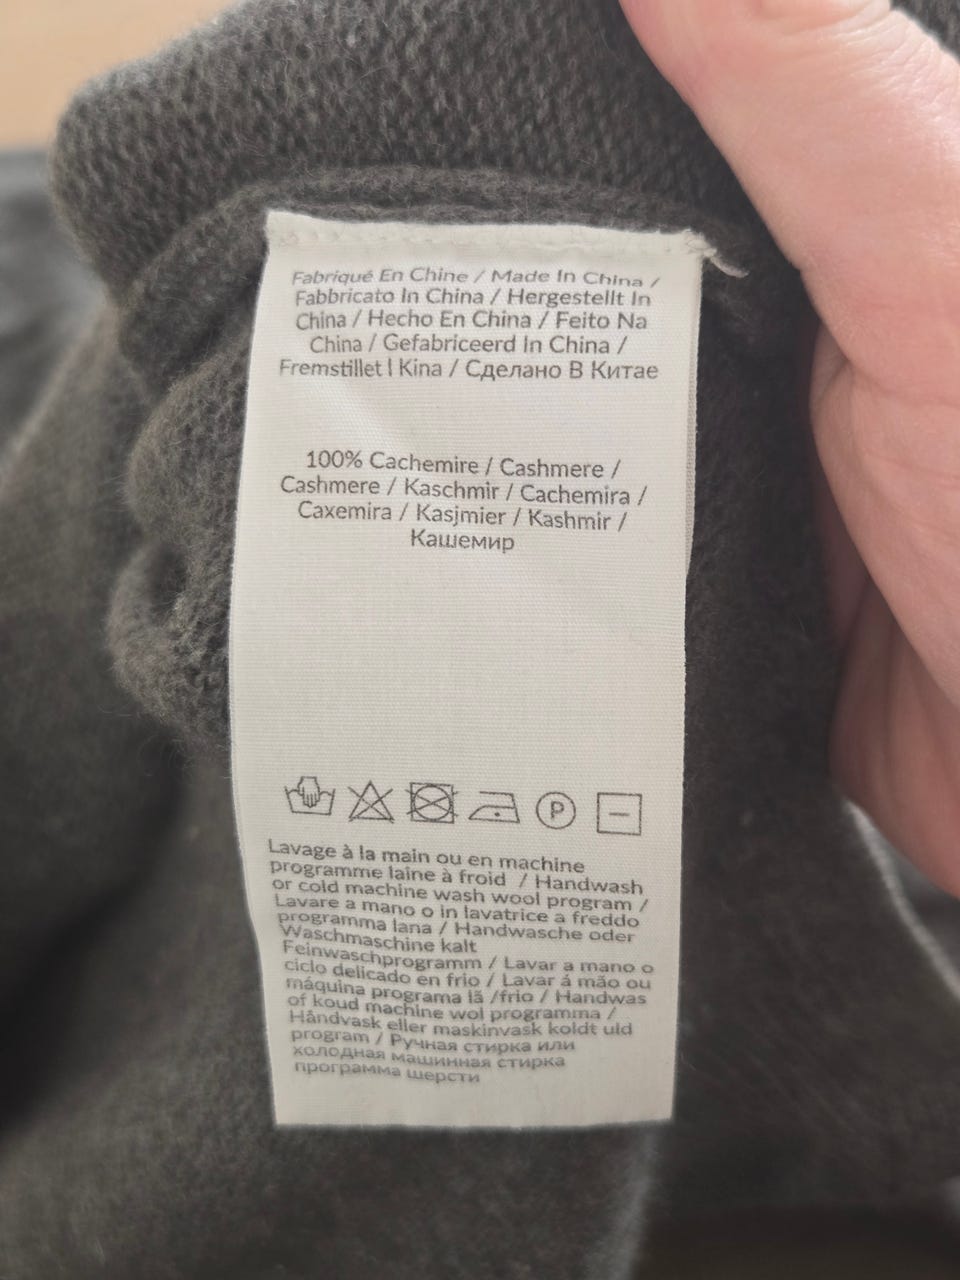 Fabriqué En Chine / Made In China /
Fabbricato In China / Hergestellt In
China / Hecho En China / Feito Na
China / Gefabriceerd In China /
Fremstillet I Kina / Сделано В Китае
100% Cachemire / Cashmere /
Cashmere / Kaschmir / Cachemira /
Caxemira / Kasjmier / Kashmir /
Кашемир
P
Lavage à la main ou en machine
programme laine à froid / Handwash
or cold machine wash wool program /
Lavare a mano o in lavatrice a freddo
programma lana / Handwasche oder
Waschmaschine kalt
Feinwaschprogramm / Lavar a mano o
ciclo delicado en frio / Lavar á mão ou
máquina programa lã /frio / Handwas
of koud machine wol programma /
Håndvask eller maskinvask koldt uld
program / Ручная стирка или
холодная машинная стирка
программа шерсти